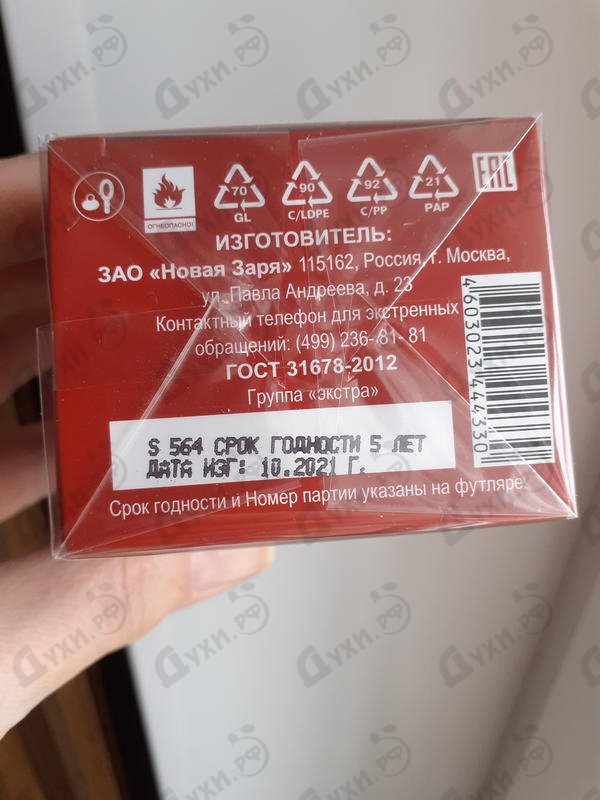 ОГНЕОПАСНО!
70
GL
90
C/LDPE
92
C/PP
21
PAP
EAC
ИЗГОТОВИТЕЛЬ:
ЗАО «Новая Заря» 115162, Россия, г. Москва,
ул. Павла Андреева, д. 23
Контактный телефон для экстренных
обращений: (499) 236-81-81
ГОСТ 31678-2012
Группа «экстра»
S 564 СРОК ГОДНОСТИ 5 ЛЕТ
ДАТА ИЗГ: 10.2021 Г.
Срок годности и Номер партии указаны на футляре.
4603023444330
Духи.рф